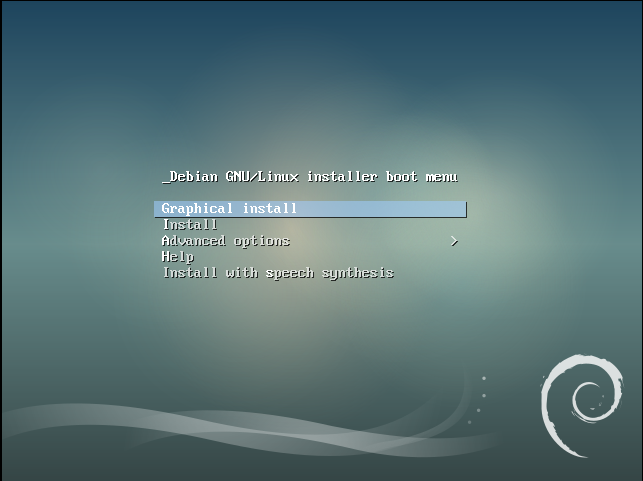 _Debian GNU/Linux installer boot menu
Graphical install
Install
Advanced options >
Help
Install with speech synthesis